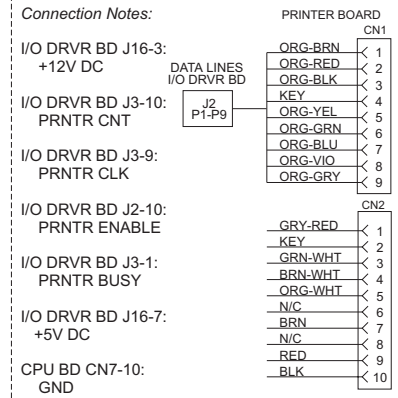 Connection Notes:
I/O DRVR BD J16-3:
+12V DC
I/O DRVR BD J3-10:
PRNTR CNT
I/O DRVR BD J3-9:
PRNTR CLK
I/O DRVR BD J2-10:
PRNTR ENABLE
I/O DRVR BD J3-1:
PRNTR BUSY
I/O DRVR BD J16-7:
+5V DC
CPU BD CN7-10:
GND
DATA LINES
I/O DRVR BD
J2
P1-P9
PRINTER BOARD
CN1
ORG-BRN 1
ORG-RED 2
ORG-BLK 3
KEY 4
ORG-YEL 5
ORG-GRN 6
ORG-BLU 7
ORG-VIO 8
ORG-GRY 9
CN2
GRY-RED 1
KEY 2
GRN-WHT 3
BRN-WHT 4
ORG-WHT 5
N/C 6
BRN 7
N/C 8
RED 9
BLK 10